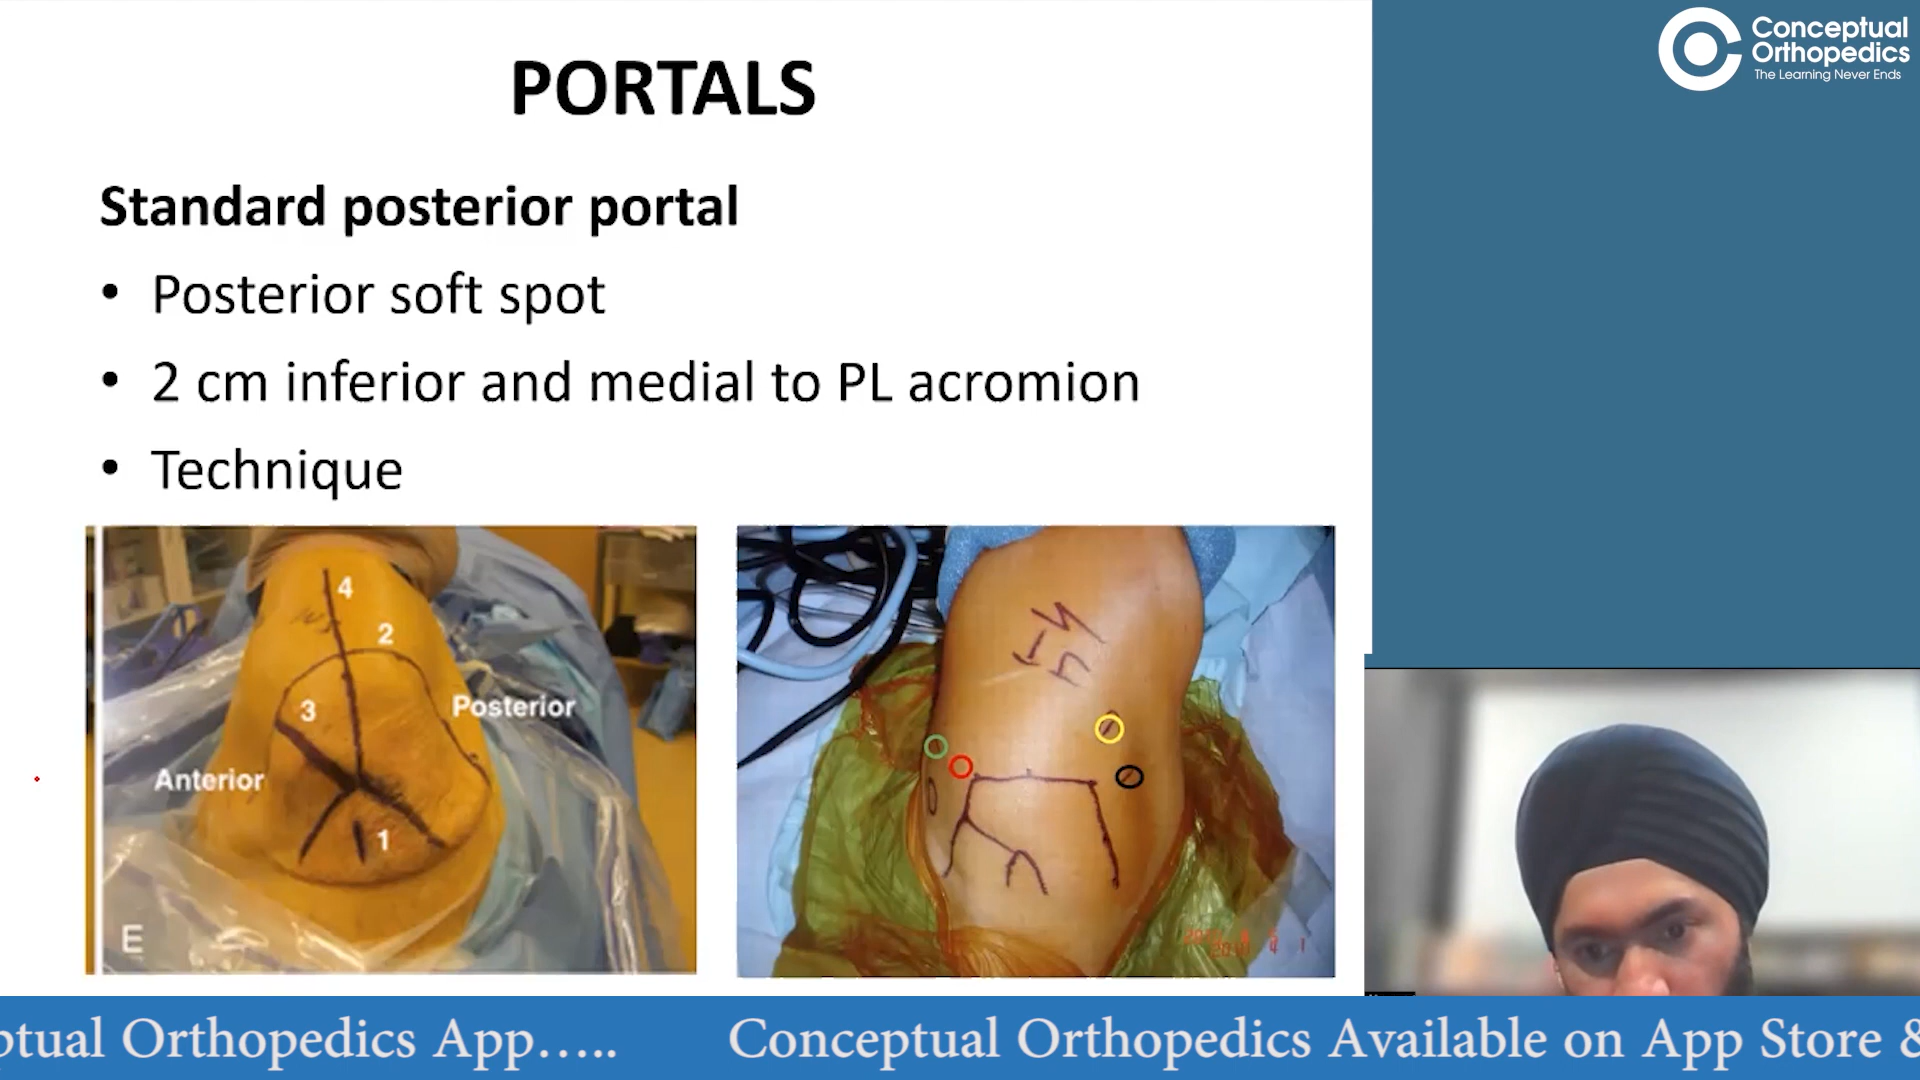 PORTALS
Standard posterior portal
• Posterior soft spot
• 2 cm inferior and medial to PL acromion
• Technique
4
2
3
Posterior
Anterior
1
E
Conceptual
Orthopedics
The Learning Never Ends
ptual Orthopedics App..... Conceptual Orthopedics Available on App Store &